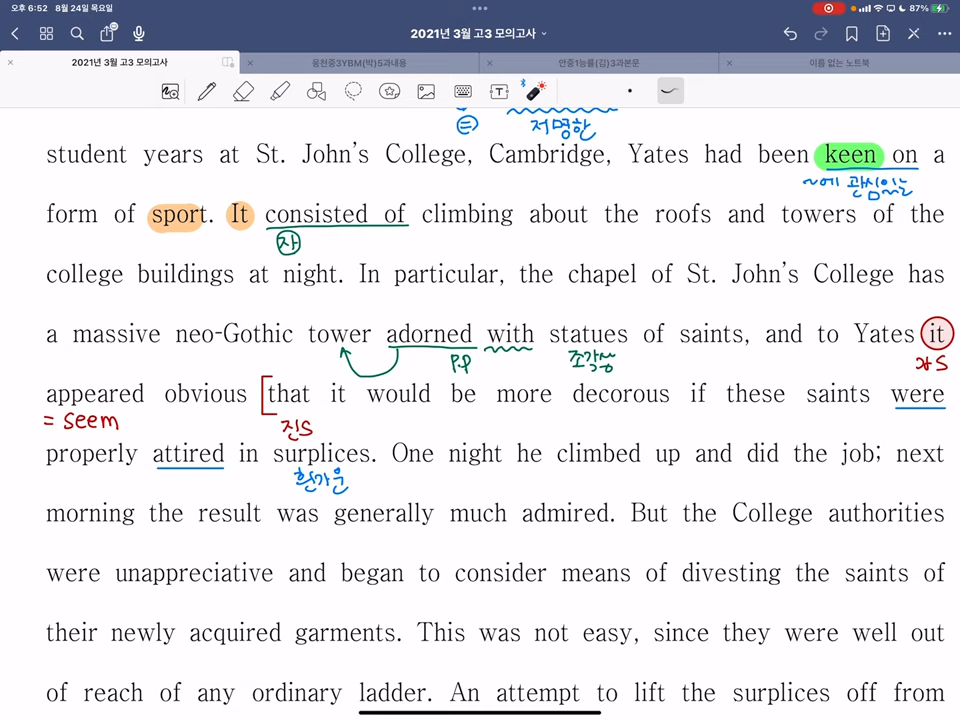 오후 6:52 8월 24일 목요일 87%
2021년 3월 고3 모의고사
2021년 3월 고3 모의고사 웅천중3YBM(박)5과내용 안중1능률(김)3과본문 이름 없는 노트북
저명한
student years at St. John's College, Cambridge, Yates had been keen on a
~에 관심있는
form of sport. It consisted of climbing about the roofs and towers of the
자
college buildings at night. In particular, the chapel of St. John's College has
a massive neo-Gothic tower adorned with statues of saints, and to Yates it
P.P 조각상 가S
appeared obvious [that it would be more decorous if these saints were
= seem 진S
properly attired in surplices. One night he climbed up and did the job; next
흰가운
morning the result was generally much admired. But the College authorities
were unappreciative and began to consider means of divesting the saints of
their newly acquired garments. This was not easy, since they were well out
of reach of any ordinary ladder. An attempt to lift the surplices off from